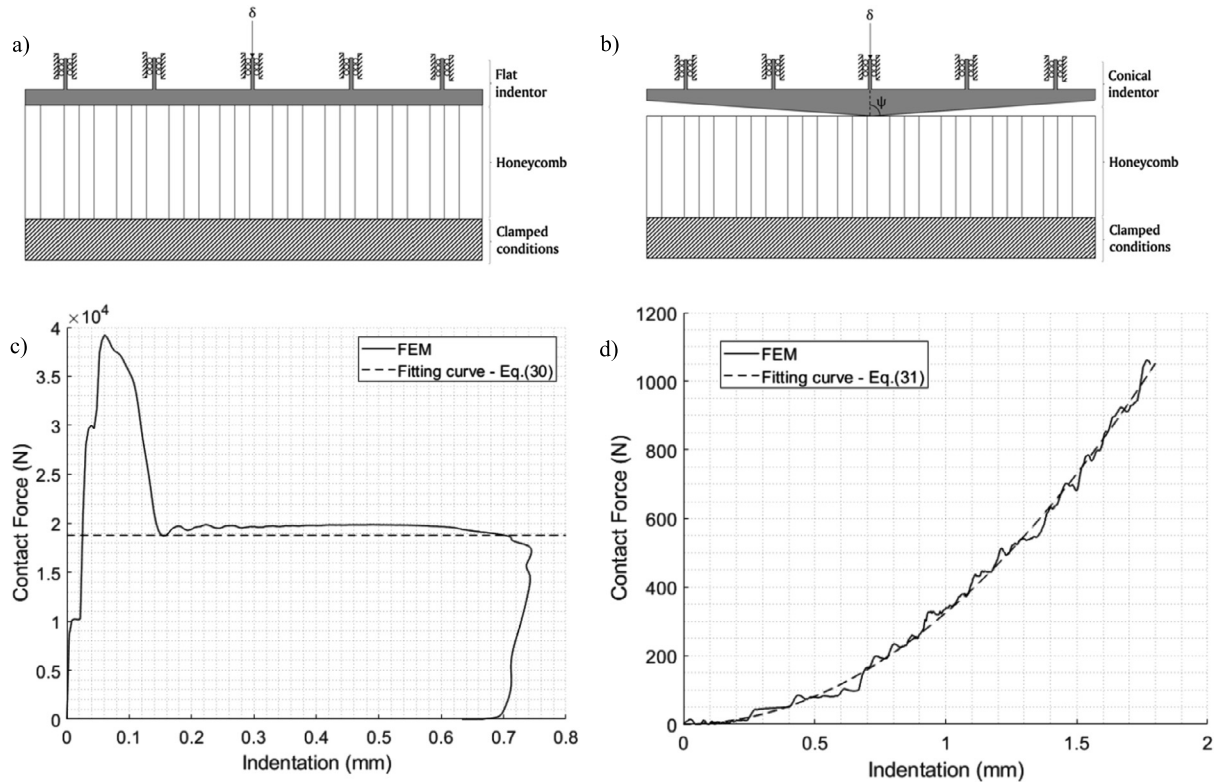 a)
δ
Flat
indentor
Honeycomb
Clamped
conditions
b)
δ
ψ
Conical
indentor
Honeycomb
Clamped
conditions
c)
×10⁴
4
3.5
3
2.5
2
1.5
1
0.5
0
Contact Force (N)
FEM
Fitting curve - Eq.(30)
0 0.1 0.2 0.3 0.4 0.5 0.6 0.7 0.8
Indentation (mm)
d)
1200
1000
800
600
400
200
0
Contact Force (N)
FEM
Fitting curve - Eq.(31)
0 0.5 1 1.5 2
Indentation (mm)